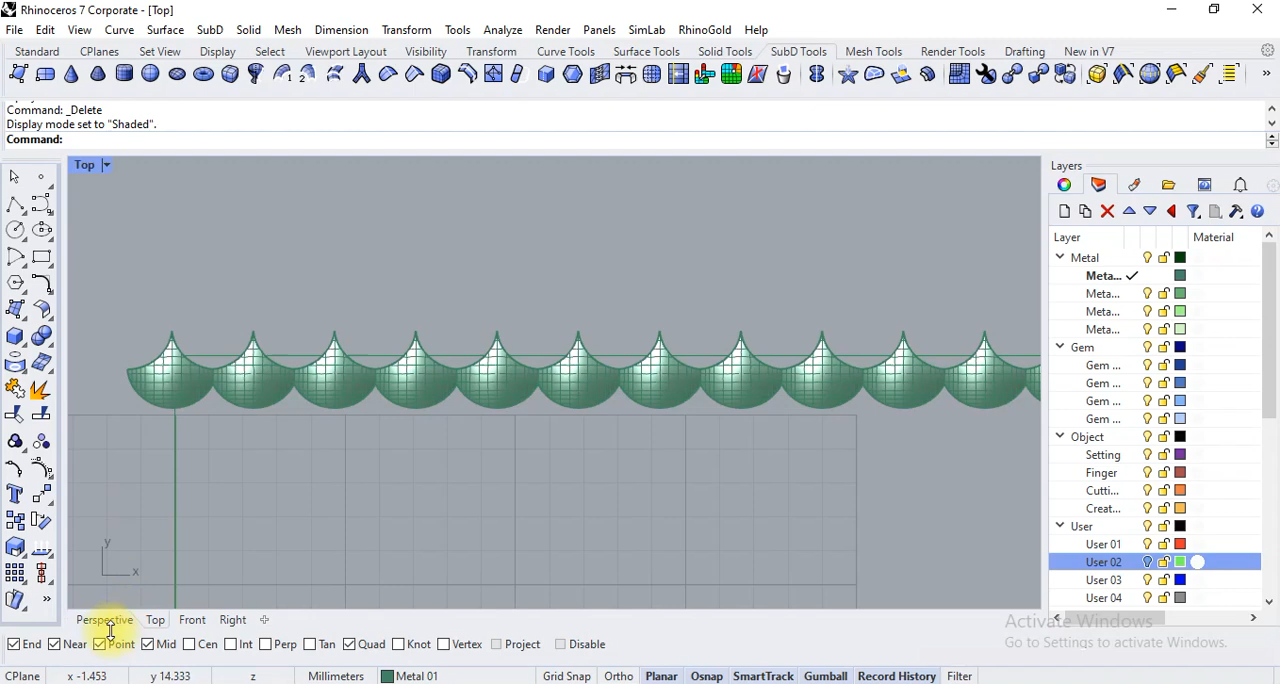 Rhinoceros 7 Corporate - [Top]
File Edit View Curve Surface SubD Solid Mesh Dimension Transform Tools Analyze Render Panels SimLab RhinoGold Help
Standard CPlanes Set View Display Select Viewport Layout Visibility Transform Curve Tools Surface Tools Solid Tools SubD Tools Mesh Tools Render Tools Drafting New in V7
Command: _Delete
Display mode set to "Shaded".
Command:
Top
Layers
Layer Material
Metal
Meta...
Meta...
Meta...
Meta...
Gem
Gem ...
Gem ...
Gem ...
Gem ...
Object
Setting
Finger
Cutti...
Creat...
User
User 01
User 02
User 03
User 04
y
x
Perspective Top Front Right
Activate Windows
Go to Settings to activate Windows.
End Near Point Mid Cen Int Perp Tan Quad Knot Vertex Project Disable
CPlane x -1.453 y 14.333 z Millimeters Metal 01 Grid Snap Ortho Planar Osnap SmartTrack Gumball Record History Filter